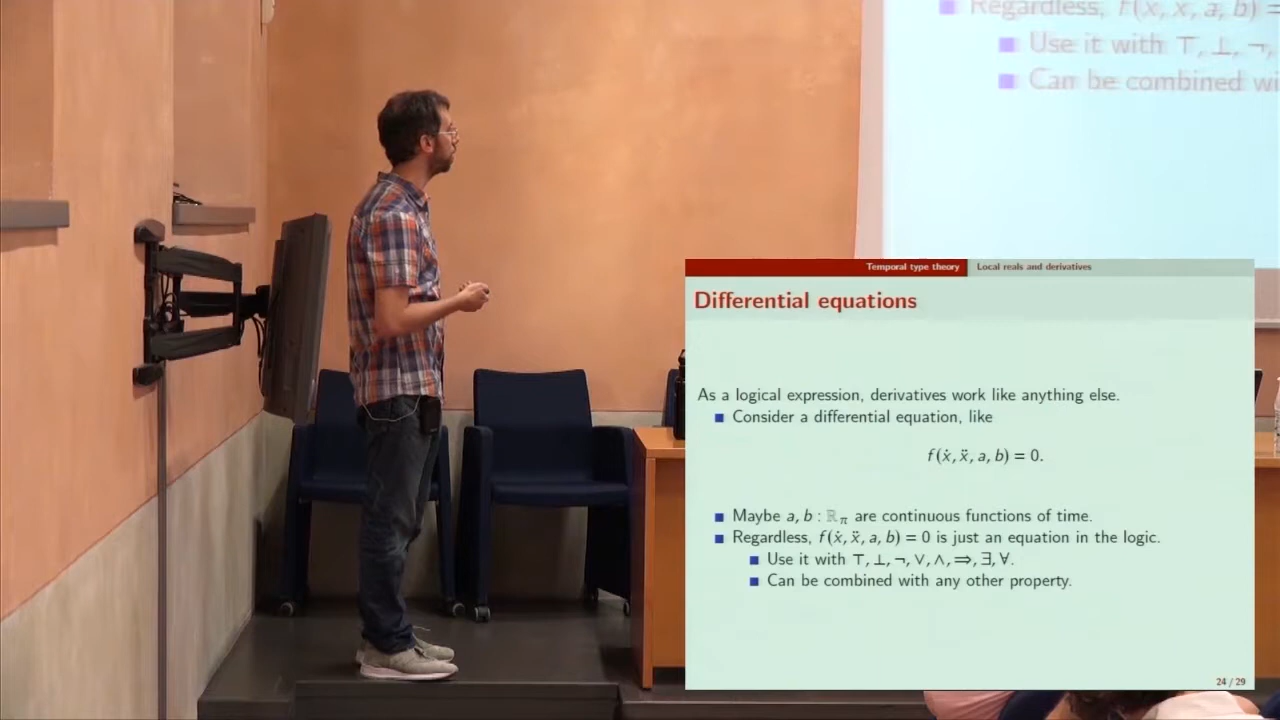 Regardless, f(ẋ, ẍ, a, b) =
Use it with ⊤, ⊥, ¬,
Can be combined wi
Temporal type theory Local reals and derivatives
Differential equations
As a logical expression, derivatives work like anything else.
Consider a differential equation, like
f(ẋ, ẍ, a, b) = 0.
Maybe a, b : ℝπ are continuous functions of time.
Regardless, f(ẋ, ẍ, a, b) = 0 is just an equation in the logic.
Use it with ⊤, ⊥, ¬, ∨, ∧, ⇒, ∃, ∀.
Can be combined with any other property.
24 / 29